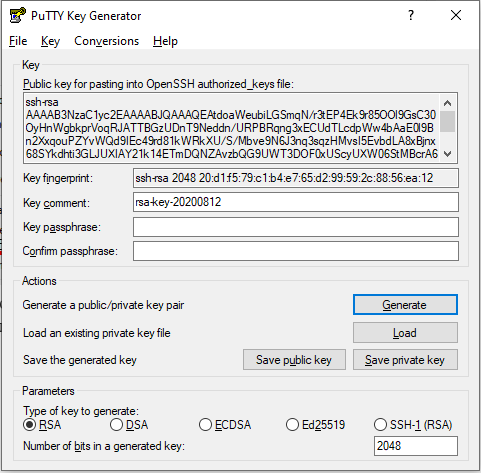 PuTTY Key Generator
?
File Key Conversions Help
Key
Public key for pasting into OpenSSH authorized_keys file:
ssh-rsa
AAAAB3NzaC1yc2EAAAABJQAAAQEAtdoaWeubiLGSmqN/r3tEP4Ek9r85OOI9GsC30
OyHnWgbkprVoqRJATTBGzUDnT9Neddn/URPBRqng3xECUdTLcdpWw4bAaE0I9B
n2XxqouPZYvWQd9IEc49rd81kWRkXU/S/Mbve9N6J3nq3sqzHMvsI5EvbdLA8xBjnx
68SYkdhti3GLJUXIAY21k14ETmDQNZAvzbQG9UWT3DOF0xUScyUXW06StMBcrA6
Key fingerprint: ssh-rsa 2048 20:d1:f5:79:c1:b4:e7:65:d2:99:59:2c:88:56:ea:12
Key comment: rsa-key-20200812
Key passphrase:
Confirm passphrase:
Actions
Generate a public/private key pair Generate
Load an existing private key file Load
Save the generated key Save public key Save private key
Parameters
Type of key to generate:
RSA DSA ECDSA Ed25519 SSH-1 (RSA)
Number of bits in a generated key: 2048